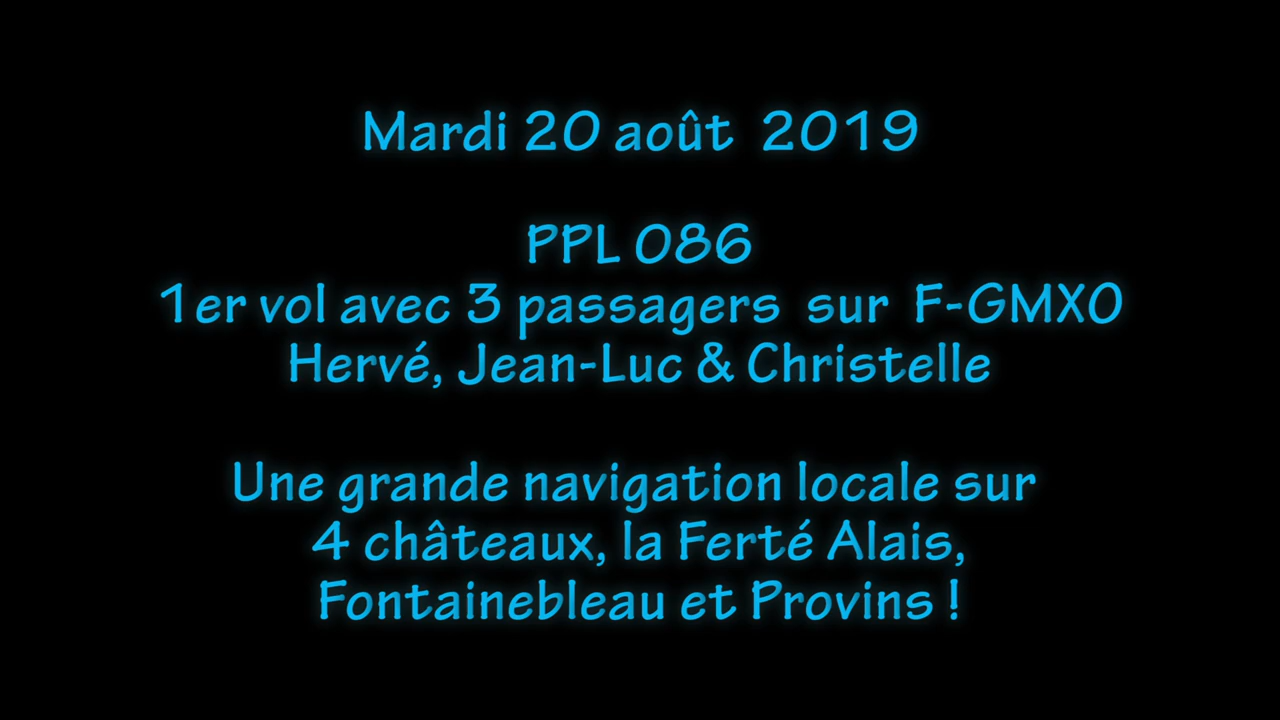 Mardi 20 août 2019
PPL 086
1er vol avec 3 passagers sur F-GMXO
Hervé, Jean-Luc & Christelle
Une grande navigation locale sur
4 châteaux, la Ferté Alais,
Fontainebleau et Provins !